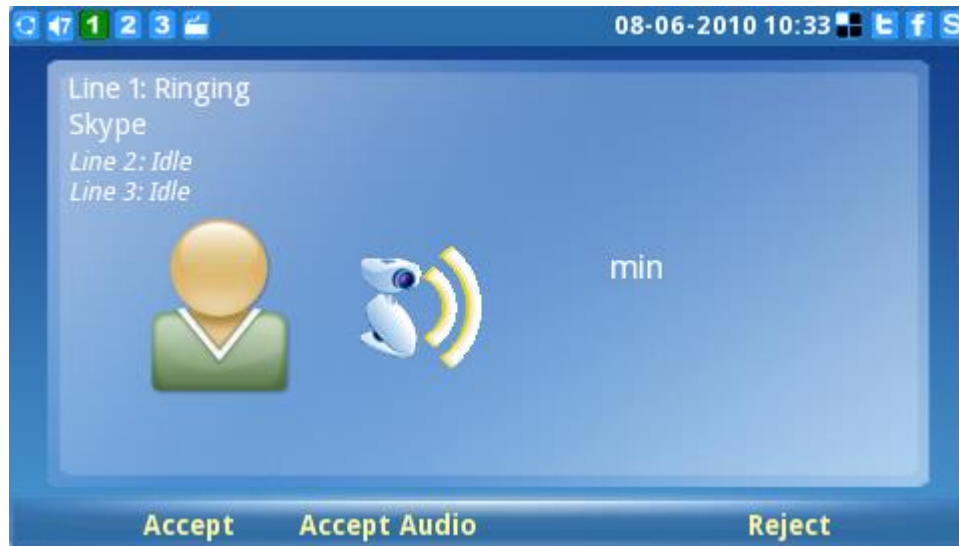 7 1 2 3 08-06-2010 10:33 t f S
Line 1: Ringing
Skype
Line 2: Idle
Line 3: Idle
min
Accept Accept Audio Reject